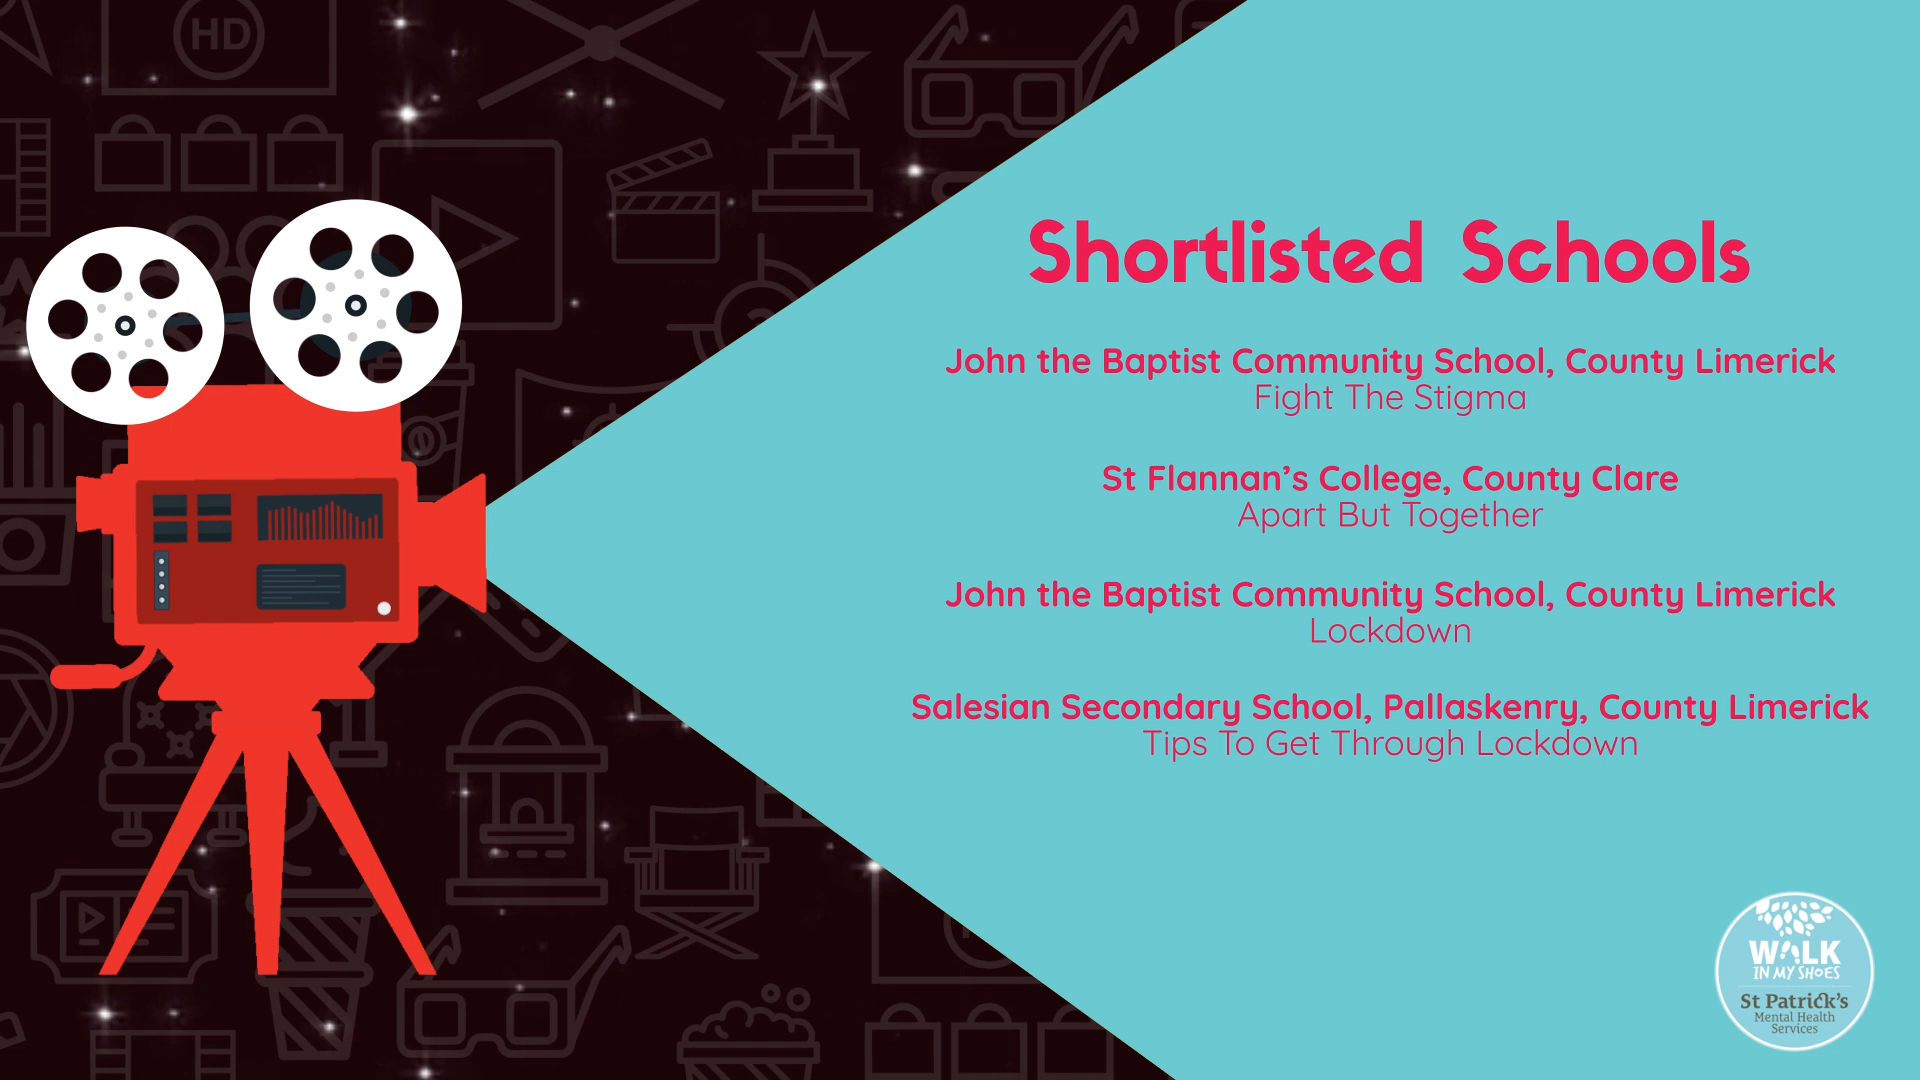 HD
Shortlisted Schools
John the Baptist Community School, County Limerick
Fight The Stigma
St Flannan’s College, County Clare
Apart But Together
John the Baptist Community School, County Limerick
Lockdown
Salesian Secondary School, Pallaskenry, County Limerick
Tips To Get Through Lockdown
WALK
IN MY SHOES
St Patrick's
Mental Health
Services